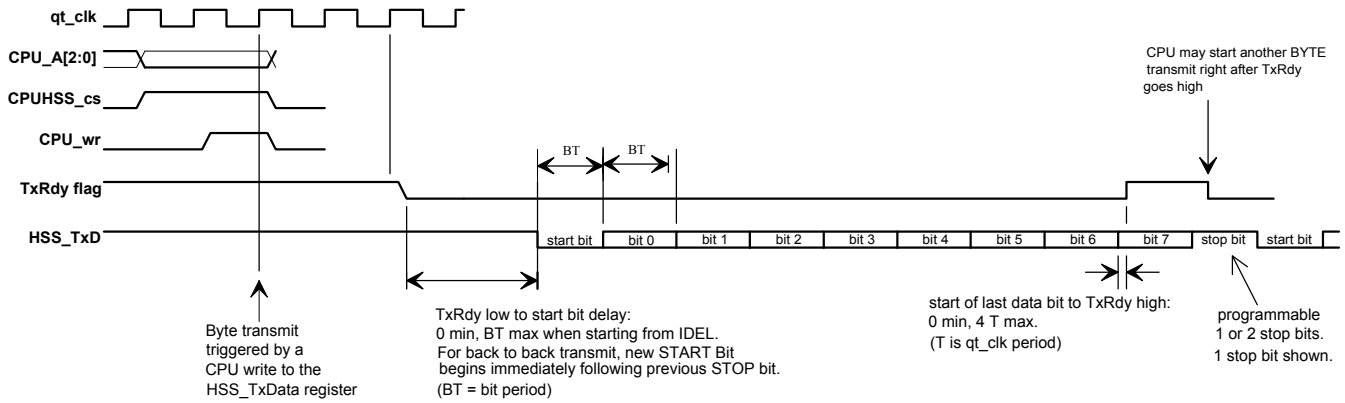 qt_clk
CPU_A[2:0]
CPUHSS_cs
CPU_wr
TxRdy flag
HSS_TxD
BT
BT
CPU may start another BYTE
transmit right after TxRdy
goes high
start bit
bit 0
bit 1
bit 2
bit 3
bit 4
bit 5
bit 6
bit 7
stop bit
start bit
Byte transmit
triggered by a
CPU write to the
HSS_TxData register
TxRdy low to start bit delay:
0 min, BT max when starting from IDEL.
For back to back transmit, new START Bit
begins immediately following previous STOP bit.
(BT = bit period)
start of last data bit to TxRdy high:
0 min, 4 T max.
(T is qt_clk period)
programmable
1 or 2 stop bits.
1 stop bit shown.